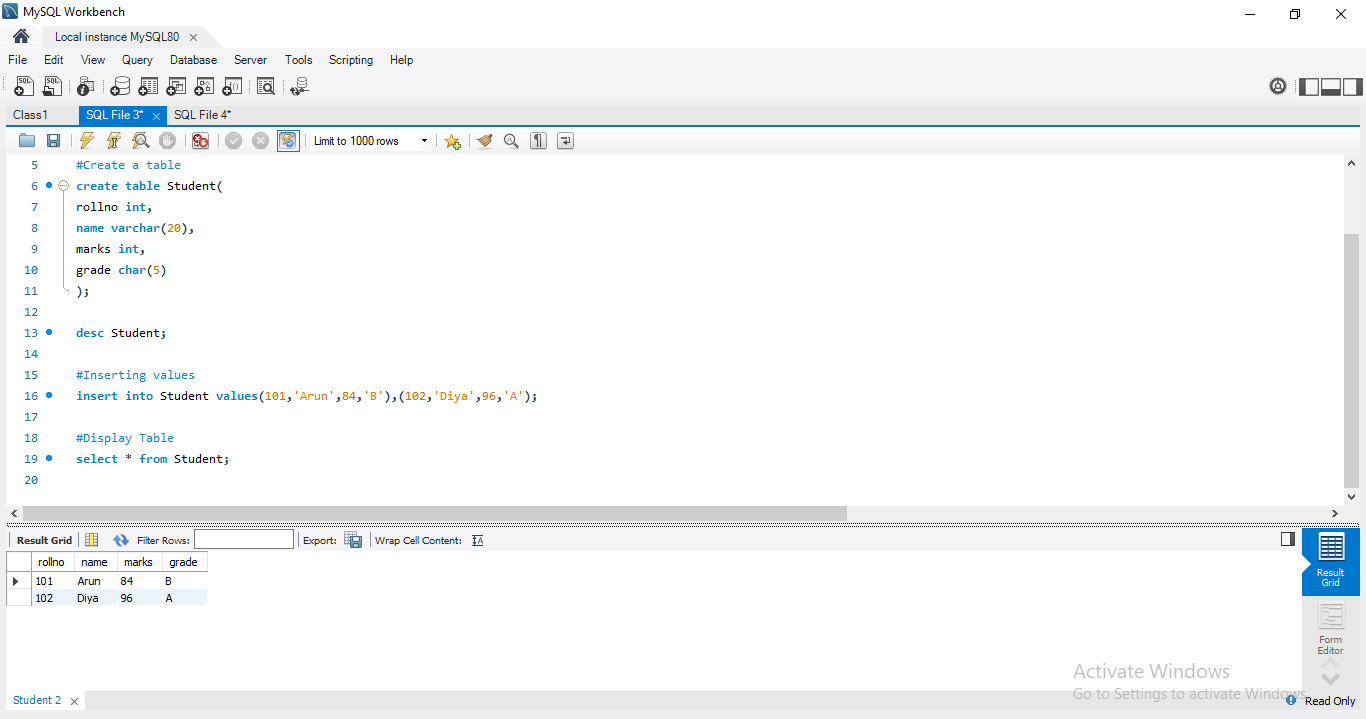 MySQL Workbench
Local instance MySQL80
File Edit View Query Database Server Tools Scripting Help
Class1 SQL File 3* SQL File 4*
Limit to 1000 rows
5 #Create a table
6 create table Student(
7 rollno int,
8 name varchar(20),
9 marks int,
10 grade char(5)
11 );
12
13 desc Student;
14
15 #Inserting values
16 insert into Student values(101,'Arun',84,'B'),(102,'Diya',96,'A');
17
18 #Display Table
19 select * from Student;
20
Result Grid Filter Rows: Export: Wrap Cell Content:
rollno name marks grade
101 Arun 84 B
102 Diya 96 A
Result
Grid
Form
Editor
Activate Windows
Go to Settings to activate Windows
Student 2 Read Only